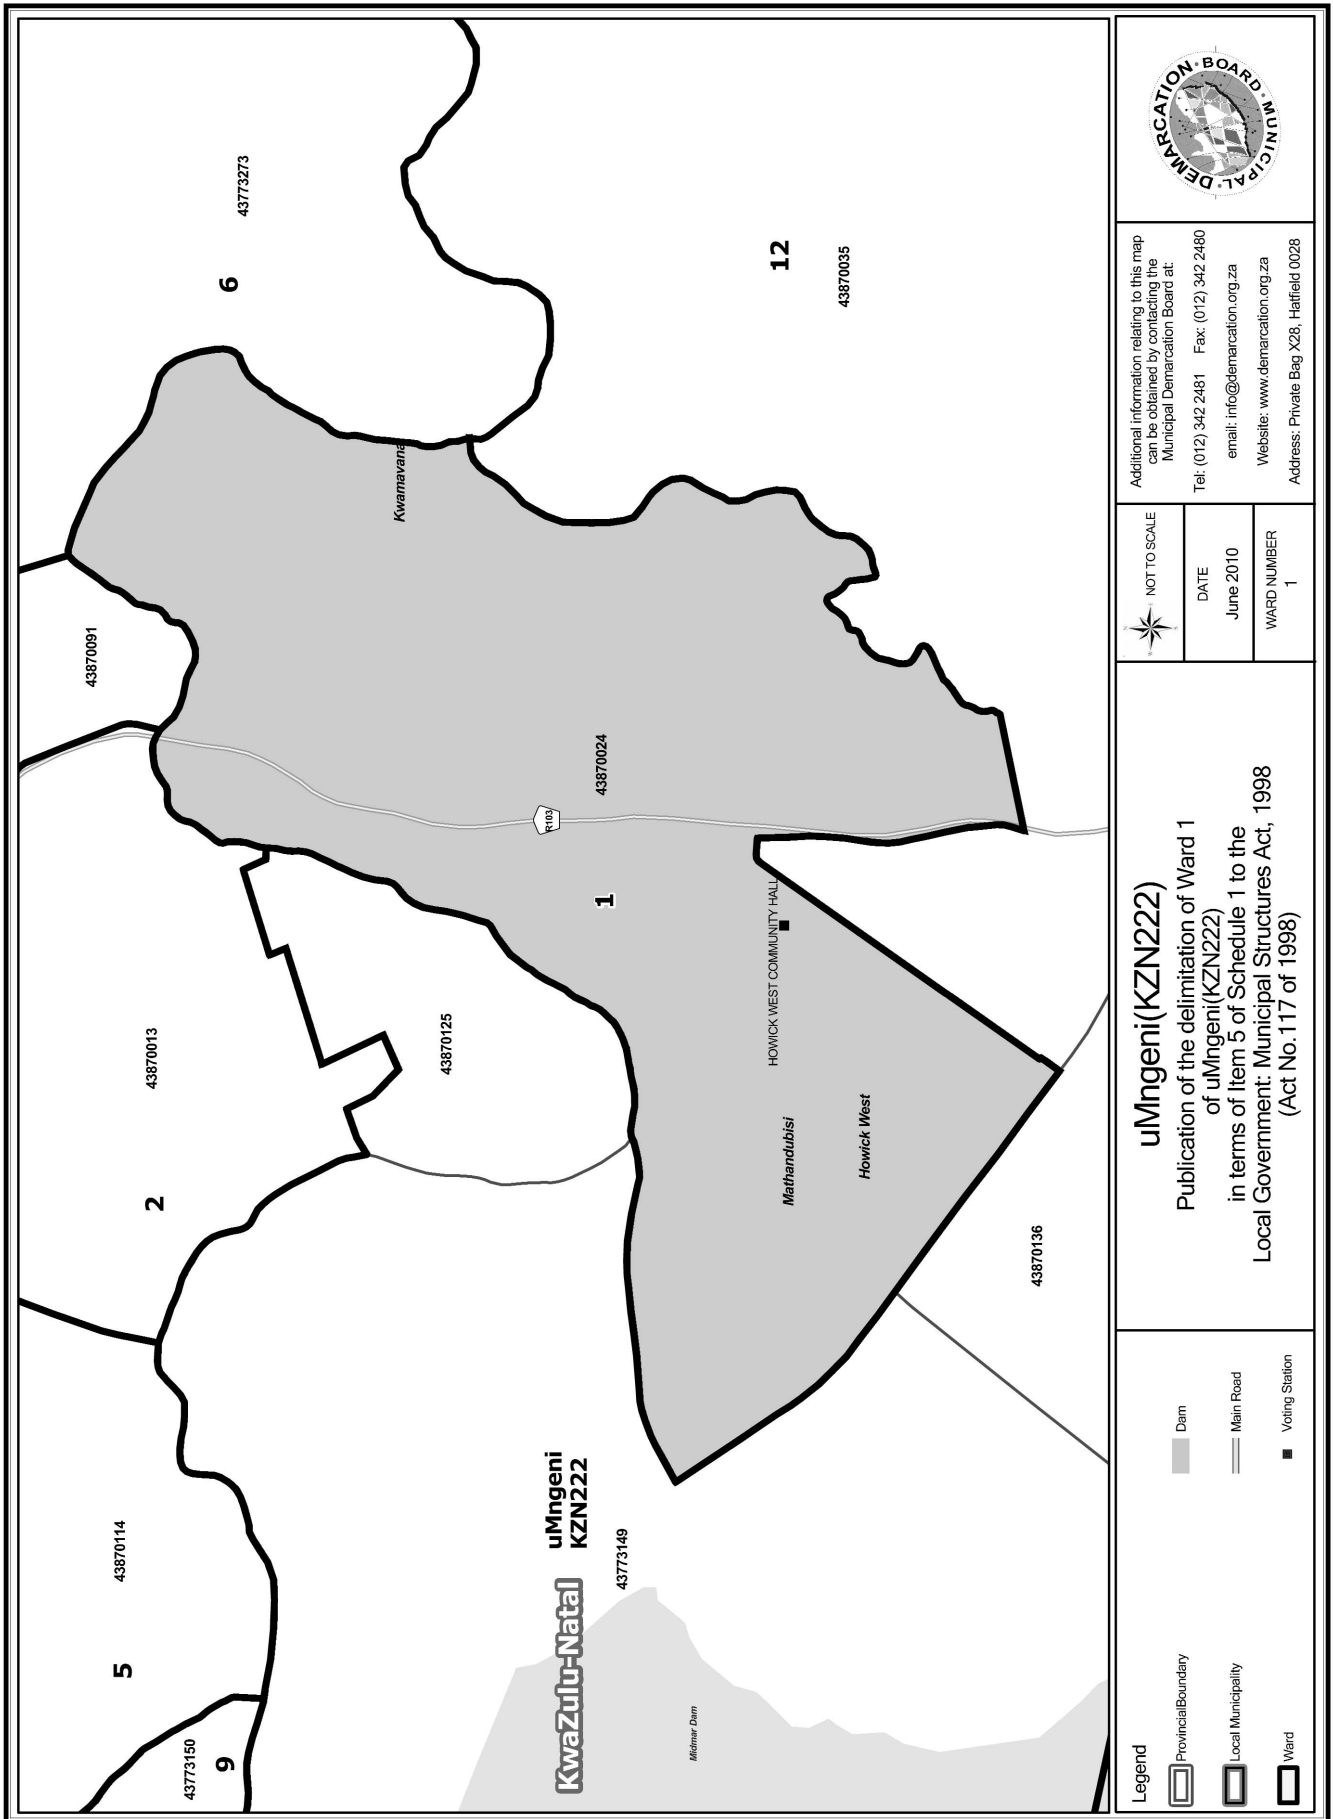 6
43773273
43870091
12
43870035
Kwamavana
43870024
R103
43870013
2
43870125
1
HOWICK WEST COMMUNITY HALL
Mathandubisi
Howick West
43870136
5
43870114
43773150
9
KwaZulu-Natal
uMngeni
KZN222
43773149
Midmar Dam
Legend
ProvincialBoundary
Local Municipality
Ward
Dam
Main Road
Voting Station
uMngeni(KZN222)
Publication of the delimitation of Ward 1
of uMngeni(KZN222)
in terms of Item 5 of Schedule 1 to the
Local Government: Municipal Structures Act, 1998
(Act No.117 of 1998)
NOT TO SCALE
DATE
June 2010
WARD NUMBER
1
Additional information relating to this map
can be obtained by contacting the
Municipal Demarcation Board at:
Tel: (012) 342 2481 Fax: (012) 342 2480
email: info@demarcation.org.za
Website: www.demarcation.org.za
Address: Private Bag X28, Hatfield 0028
MUNICIPAL • DEMARCATION • BOARD •